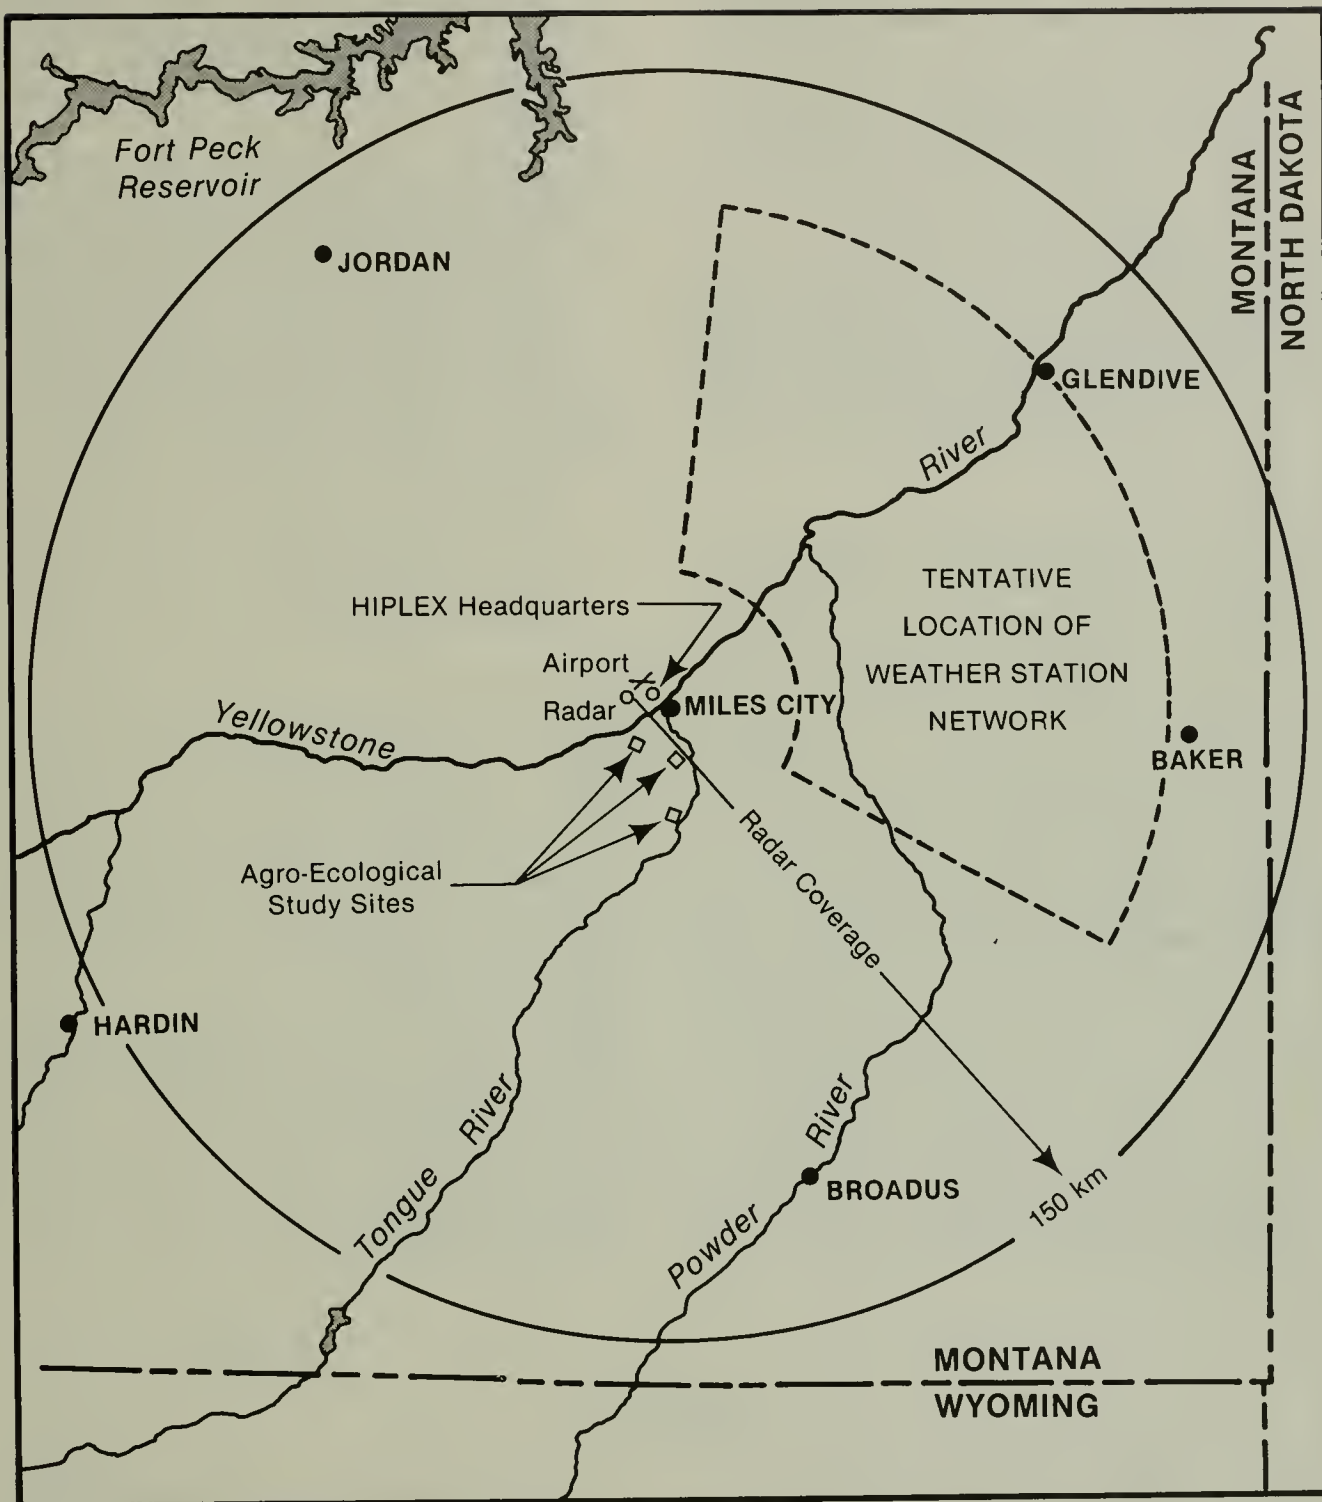 Fort Peck
Reservoir
JORDAN
MONTANA
NORTH DAKOTA
GLENDIVE
River
HIPLEX Headquarters
Airport
Radar
MILES CITY
TENTATIVE
LOCATION OF
WEATHER STATION
NETWORK
BAKER
Yellowstone
Agro-Ecological
Study Sites
Radar Coverage
150 km
HARDIN
Tongue River
Powder River
BROADUS
MONTANA
WYOMING